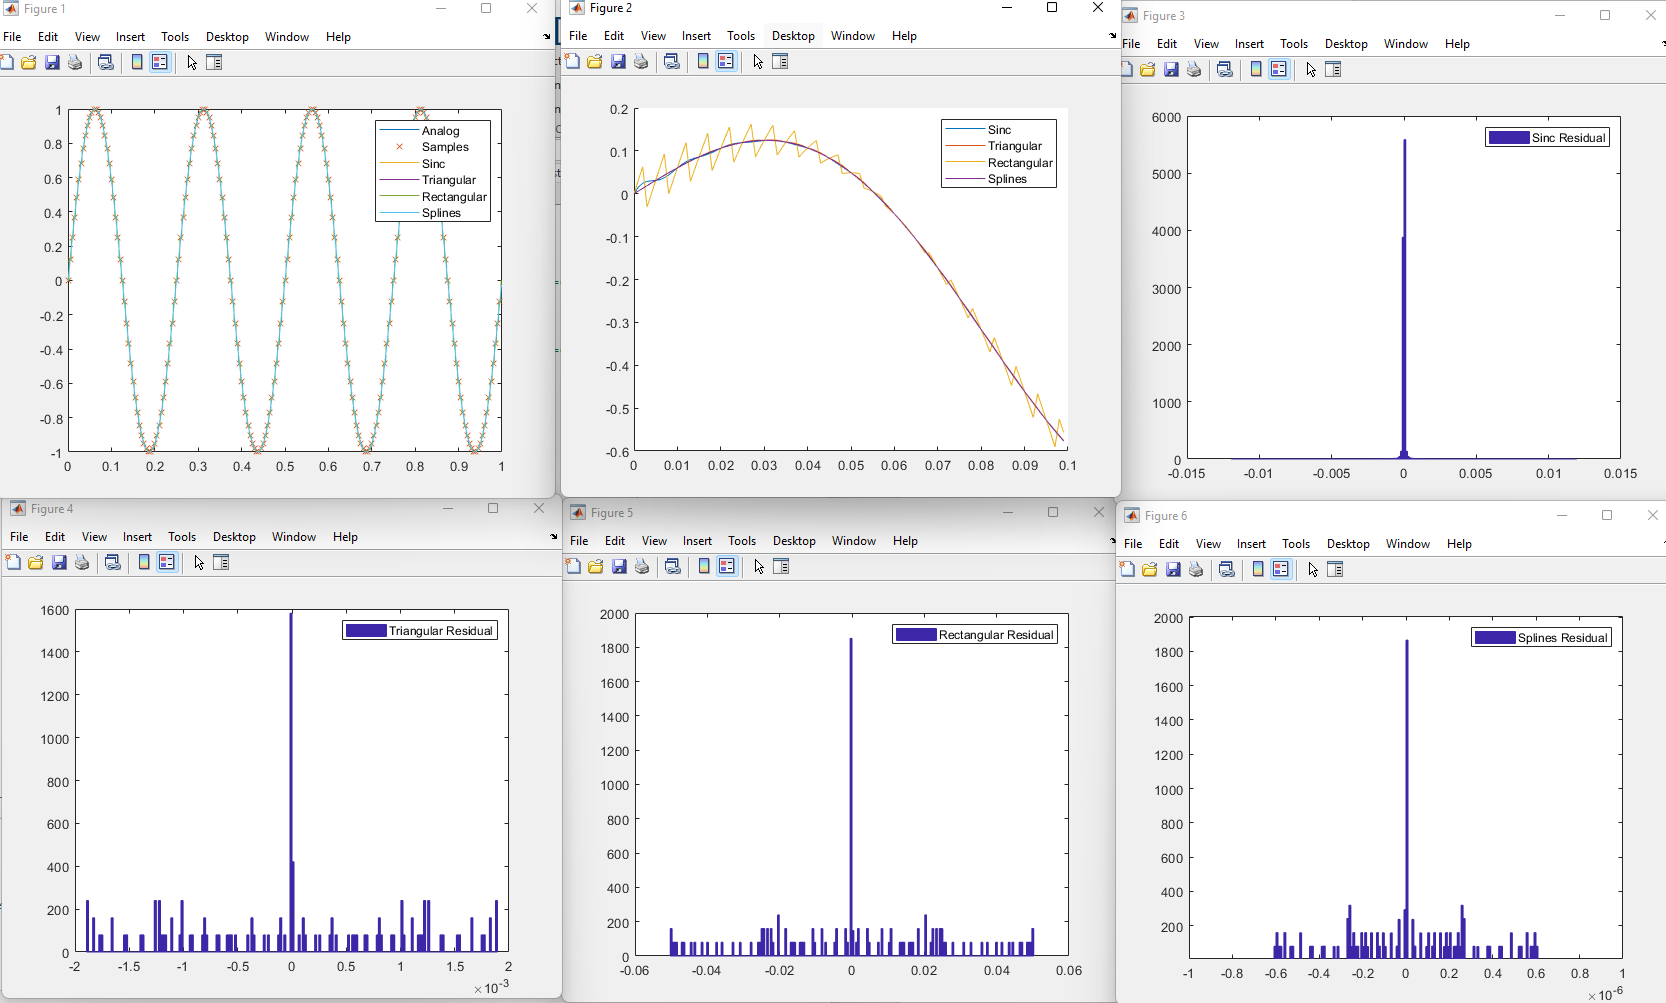 Figure 1
File Edit View Insert Tools Desktop Window Help
1
0.8
0.6
0.4
0.2
0
-0.2
-0.4
-0.6
-0.8
-1
0 0.1 0.2 0.3 0.4 0.5 0.6 0.7 0.8 0.9 1
Analog
Samples
Sinc
Triangular
Rectangular
Splines
Figure 2
File Edit View Insert Tools Desktop Window Help
0.2
0.1
0
-0.1
-0.2
-0.3
-0.4
-0.5
-0.6
0 0.01 0.02 0.03 0.04 0.05 0.06 0.07 0.08 0.09 0.1
Sinc
Triangular
Rectangular
Splines
Figure 3
File Edit View Insert Tools Desktop Window Help
6000
5000
4000
3000
2000
1000
0
-0.015 -0.01 -0.005 0 0.005 0.01 0.015
Sinc Residual
Figure 4
File Edit View Insert Tools Desktop Window Help
1600
1400
1200
1000
800
600
400
200
0
-2 -1.5 -1 -0.5 0 0.5 1 1.5 2
×10-3
Triangular Residual
Figure 5
File Edit View Insert Tools Desktop Window Help
2000
1800
1600
1400
1200
1000
800
600
400
200
0
-0.06 -0.04 -0.02 0 0.02 0.04 0.06
Rectangular Residual
Figure 6
File Edit View Insert Tools Desktop Window Help
2000
1800
1600
1400
1200
1000
800
600
400
200
-1 -0.8 -0.6 -0.4 -0.2 0 0.2 0.4 0.6 0.8 1
×10-6
Splines Residual